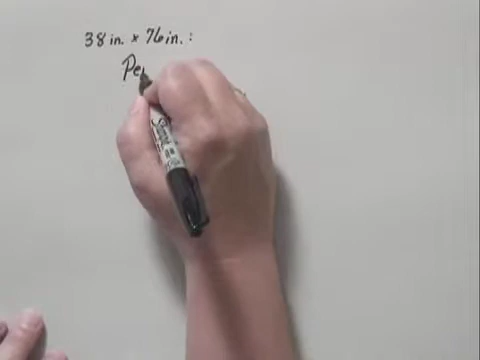 38 in. × 76 in. :
Pe